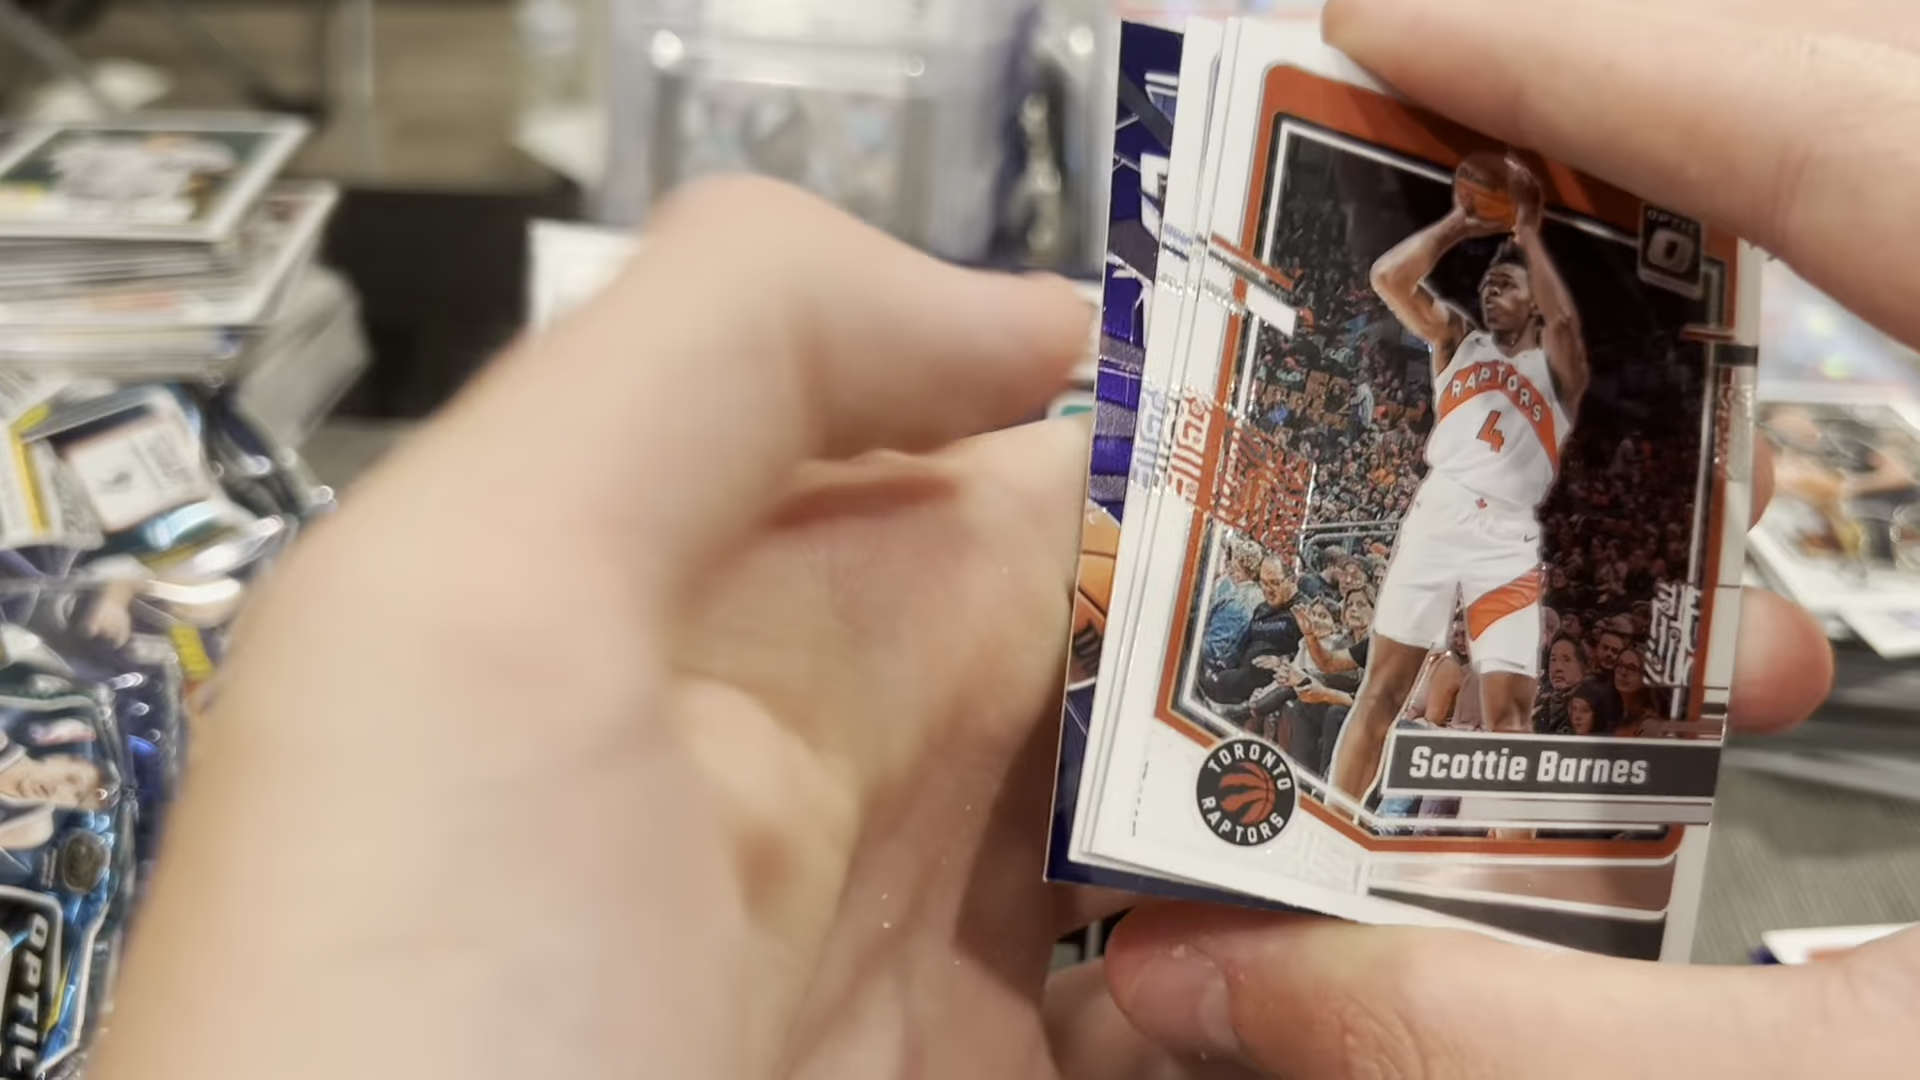 OPTIC
RAPTORS
4
Scottie Barnes
TORONTO
RAPTORS
OPTIC